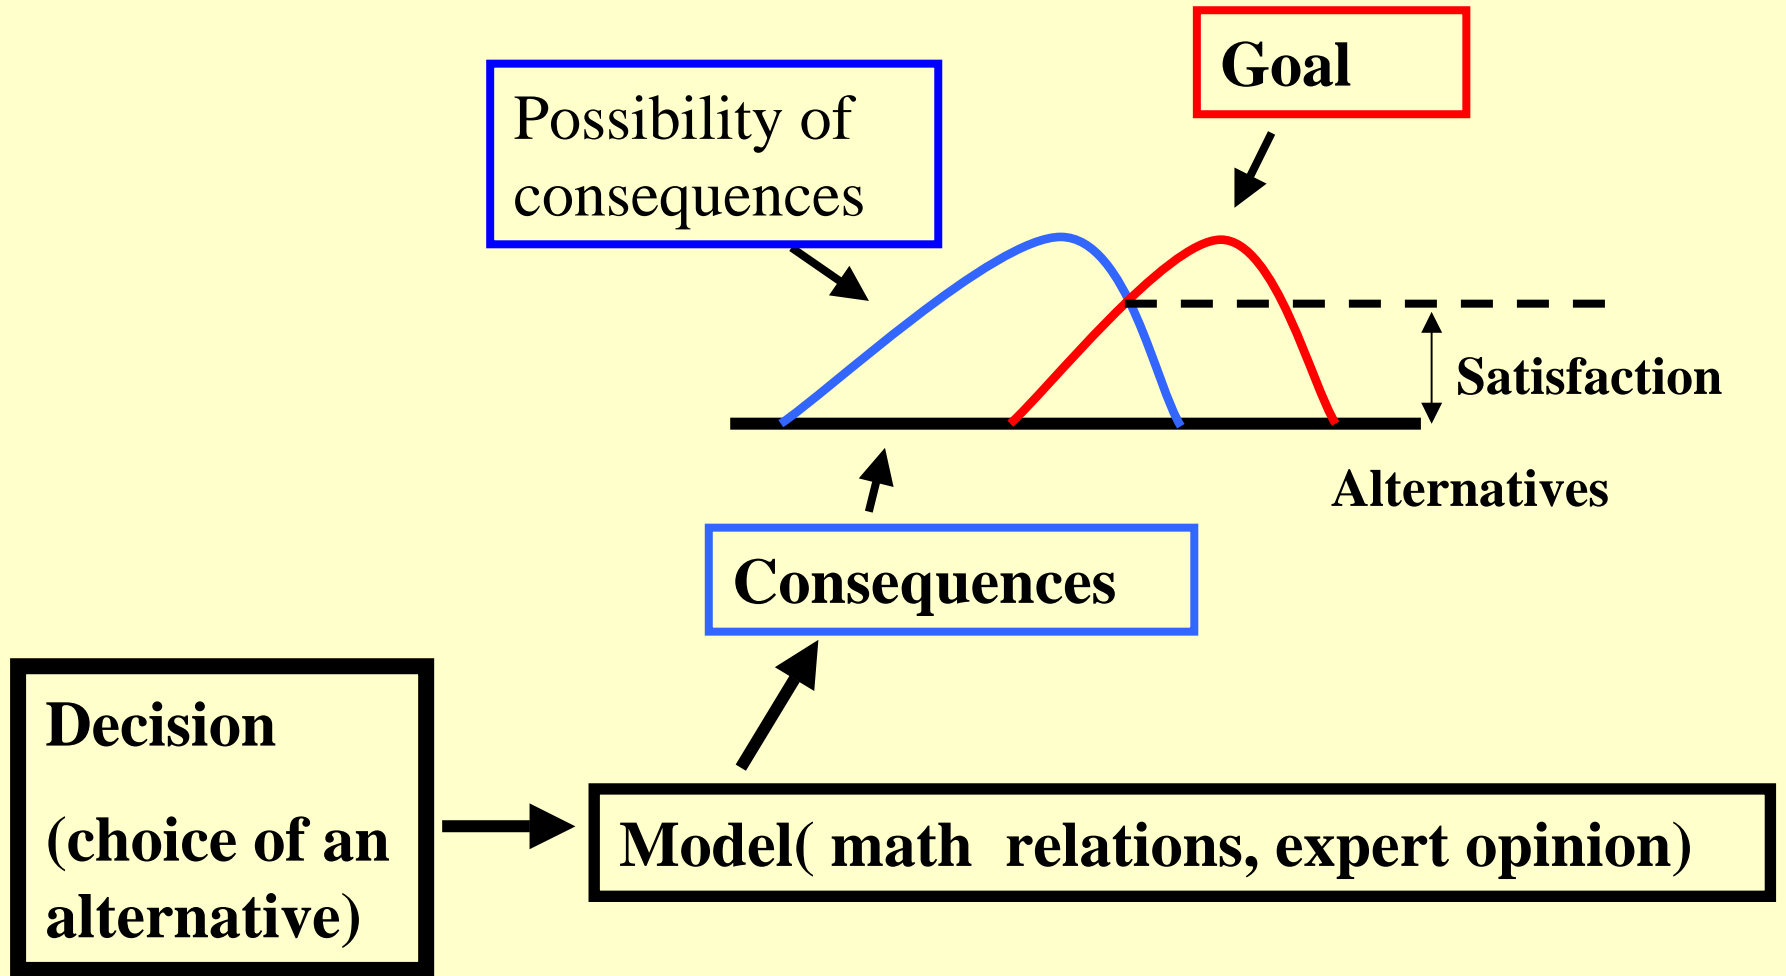 Goal
Possibility of
consequences
Satisfaction
Alternatives
Consequences
Decision
(choice of an
alternative)
Model( math  relations, expert opinion)